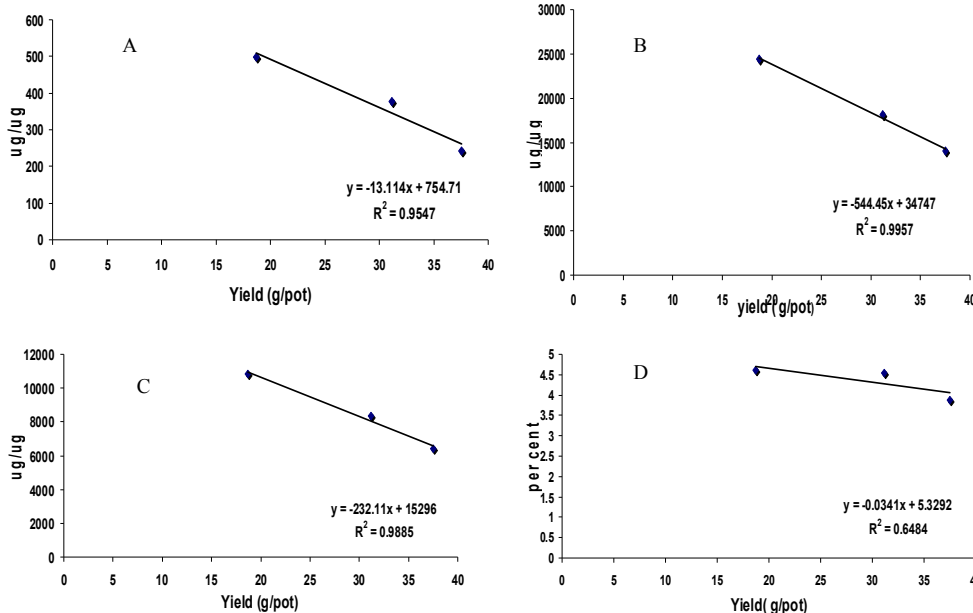 A
ug/ug
600
500
400
300
200
100
0
y = -13.114x + 754.71
R² = 0.9547
0 5 10 15 20 25 30 35 40
Yield (g/pot)
B
ug/ug
30000
25000
20000
15000
10000
5000
0
y = -544.45x + 34747
R² = 0.9957
0 5 10 15 20 25 30 35 40
yield( g/pot)
C
ug/ug
12000
10000
8000
6000
4000
2000
0
y = -232.11x + 15296
R² = 0.9885
0 5 10 15 20 25 30 35 40
Yield (g/pot)
D
per cent
5
4.5
4
3.5
3
2.5
2
1.5
1
0.5
0
y = -0.0341x + 5.3292
R² = 0.6484
0 5 10 15 20 25 30 35 40
Yield( g/pot)